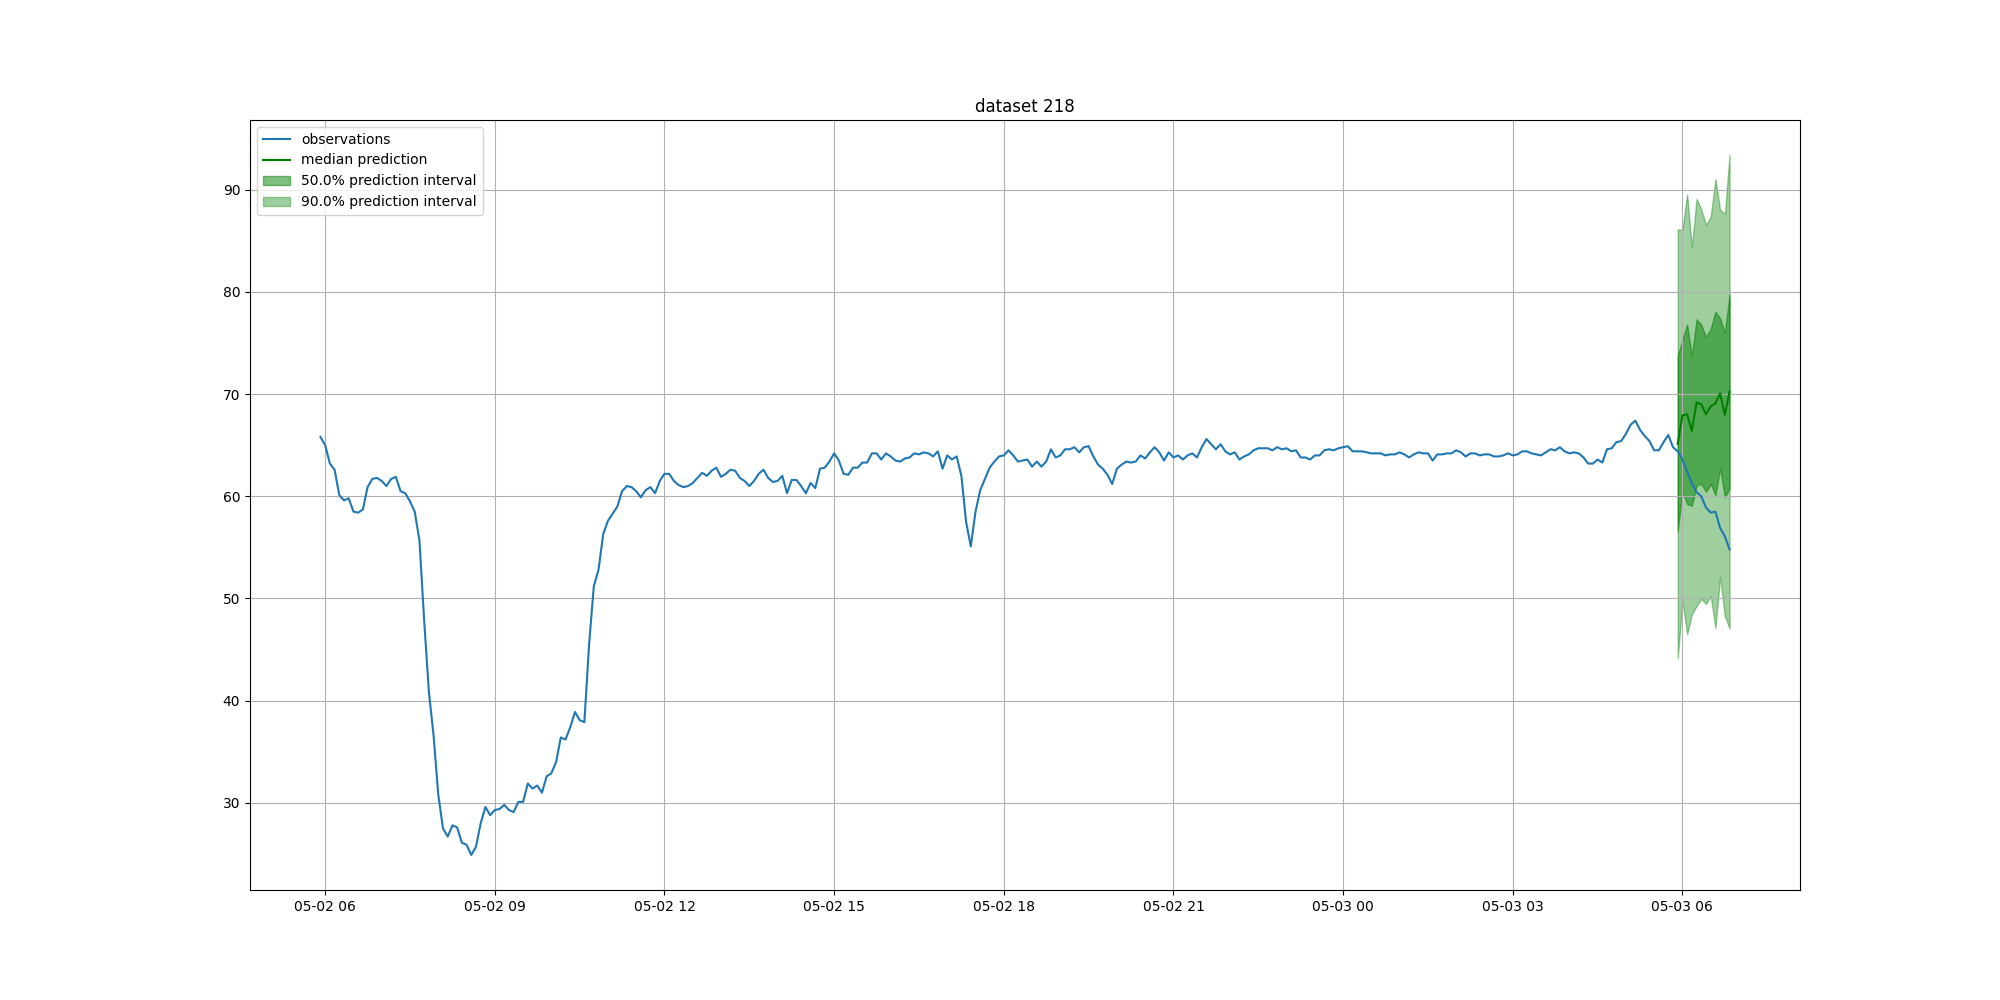 dataset 218
observations
median prediction
50.0% prediction interval
90.0% prediction interval
90
80
70
60
50
40
30
05-02 06 05-02 09 05-02 12 05-02 15 05-02 18 05-02 21 05-03 00 05-03 03 05-03 06